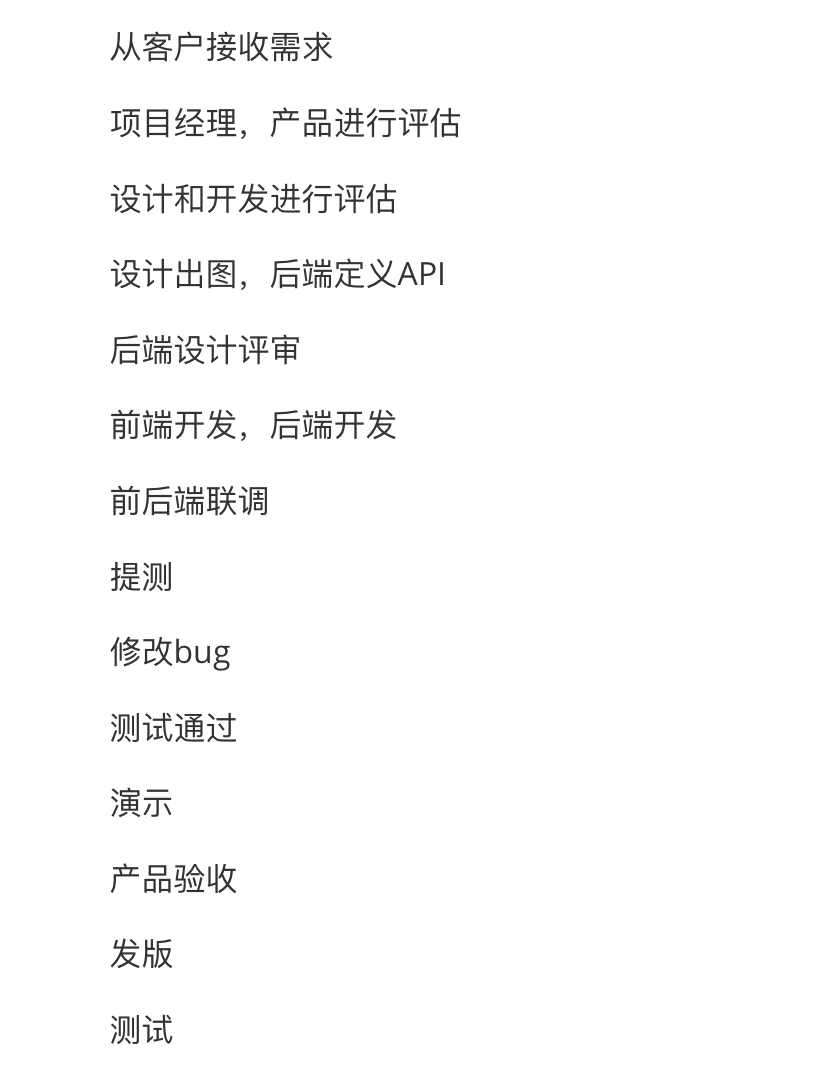 从客户接收需求
项目经理，产品进行评估
设计和开发进行评估
设计出图，后端定义API
后端设计评审
前端开发，后端开发
前后端联调
提测
修改bug
测试通过
演示
产品验收
发版
测试